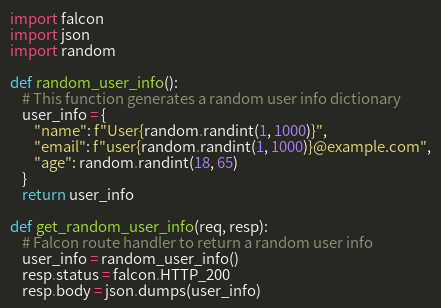 import falcon
import json
import random

def random_user_info():
    # This function generates a random user info dictionary
    user_info = {
        "name": f"User{random.randint(1, 1000)}",
        "email": f"user{random.randint(1, 1000)}@example.com",
        "age": random.randint(18, 65)
    }
    return user_info

def get_random_user_info(req, resp):
    # Falcon route handler to return a random user info
    user_info = random_user_info()
    resp.status = falcon.HTTP_200
    resp.body = json.dumps(user_info)